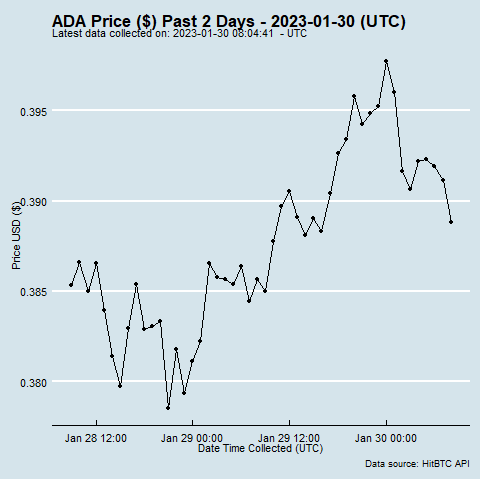 ADA Price ($) Past 2 Days - 2023-01-30 (UTC)
Latest data collected on: 2023-01-30 08:04:41  - UTC
0.395
0.390
0.385
0.380
Price USD ($)
Jan 28 12:00 Jan 29 00:00 Jan 29 12:00 Jan 30 00:00
Date Time Collected (UTC)
Data source: HitBTC API